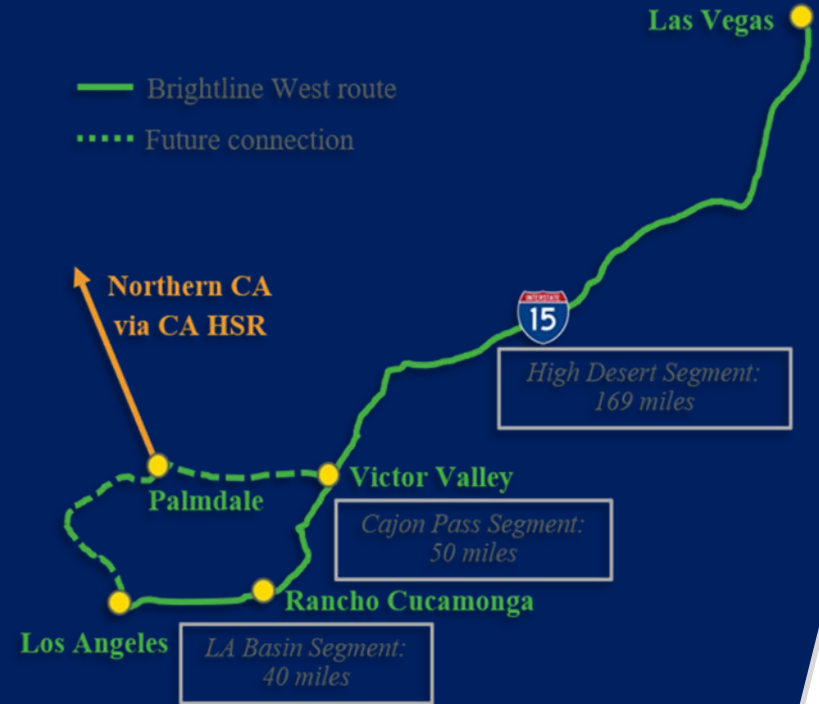 Las Vegas
Brightline West route
Future connection
Northern CA
via CA HSR
INTERSTATE
15
High Desert Segment:
169 miles
Palmdale
Victor Valley
Cajon Pass Segment:
50 miles
Rancho Cucamonga
Los Angeles
LA Basin Segment:
40 miles